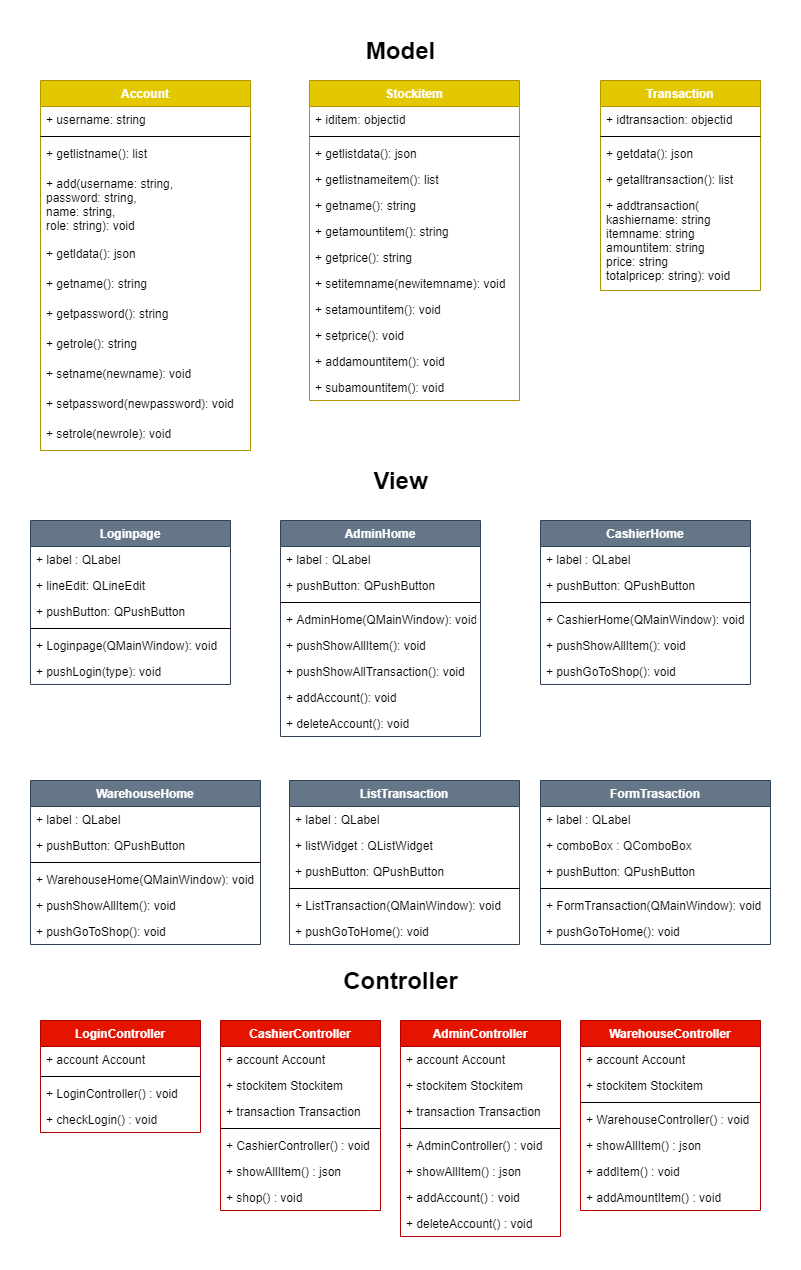 Model
Account
+ username: string
+ getlistname(): list
+ add(username: string,
password: string,
name: string,
role: string): void
+ getIdata(): json
+ getname(): string
+ getpassword(): string
+ getrole(): string
+ setname(newname): void
+ setpassword(newpassword): void
+ setrole(newrole): void
Stockitem
+ iditem: objectid
+ getlistdata(): json
+ getlistnameitem(): list
+ getname(): string
+ getamountitem(): string
+ getprice(): string
+ setitemname(newitemname): void
+ setamountitem(): void
+ setprice(): void
+ addamountitem(): void
+ subamountitem(): void
Transaction
+ idtransaction: objectid
+ getdata(): json
+ getalltransaction(): list
+ addtransaction(
kashiername: string
itemname: string
amountitem: string
price: string
totalpricep: string): void
View
Loginpage
+ label : QLabel
+ lineEdit: QLineEdit
+ pushButton: QPushButton
+ Loginpage(QMainWindow): void
+ pushLogin(type): void
AdminHome
+ label : QLabel
+ pushButton: QPushButton
+ AdminHome(QMainWindow): void
+ pushShowAllItem(): void
+ pushShowAllTransaction(): void
+ addAccount(): void
+ deleteAccount(): void
CashierHome
+ label : QLabel
+ pushButton: QPushButton
+ CashierHome(QMainWindow): void
+ pushShowAllItem(): void
+ pushGoToShop(): void
WarehouseHome
+ label : QLabel
+ pushButton: QPushButton
+ WarehouseHome(QMainWindow): void
+ pushShowAllItem(): void
+ pushGoToShop(): void
ListTransaction
+ label : QLabel
+ listWidget : QListWidget
+ pushButton: QPushButton
+ ListTransaction(QMainWindow): void
+ pushGoToHome(): void
FormTrasaction
+ label : QLabel
+ comboBox : QComboBox
+ pushButton: QPushButton
+ FormTransaction(QMainWindow): void
+ pushGoToHome(): void
Controller
LoginController
+ account Account
+ LoginController() : void
+ checkLogin() : void
CashierController
+ account Account
+ stockitem Stockitem
+ transaction Transaction
+ CashierController() : void
+ showAllItem() : json
+ shop() : void
AdminController
+ account Account
+ stockitem Stockitem
+ transaction Transaction
+ AdminController() : void
+ showAllItem() : json
+ addAccount() : void
+ deleteAccount() : void
WarehouseController
+ account Account
+ stockitem Stockitem
+ WarehouseController() : void
+ showAllItem() : json
+ addItem() : void
+ addAmountItem() : void